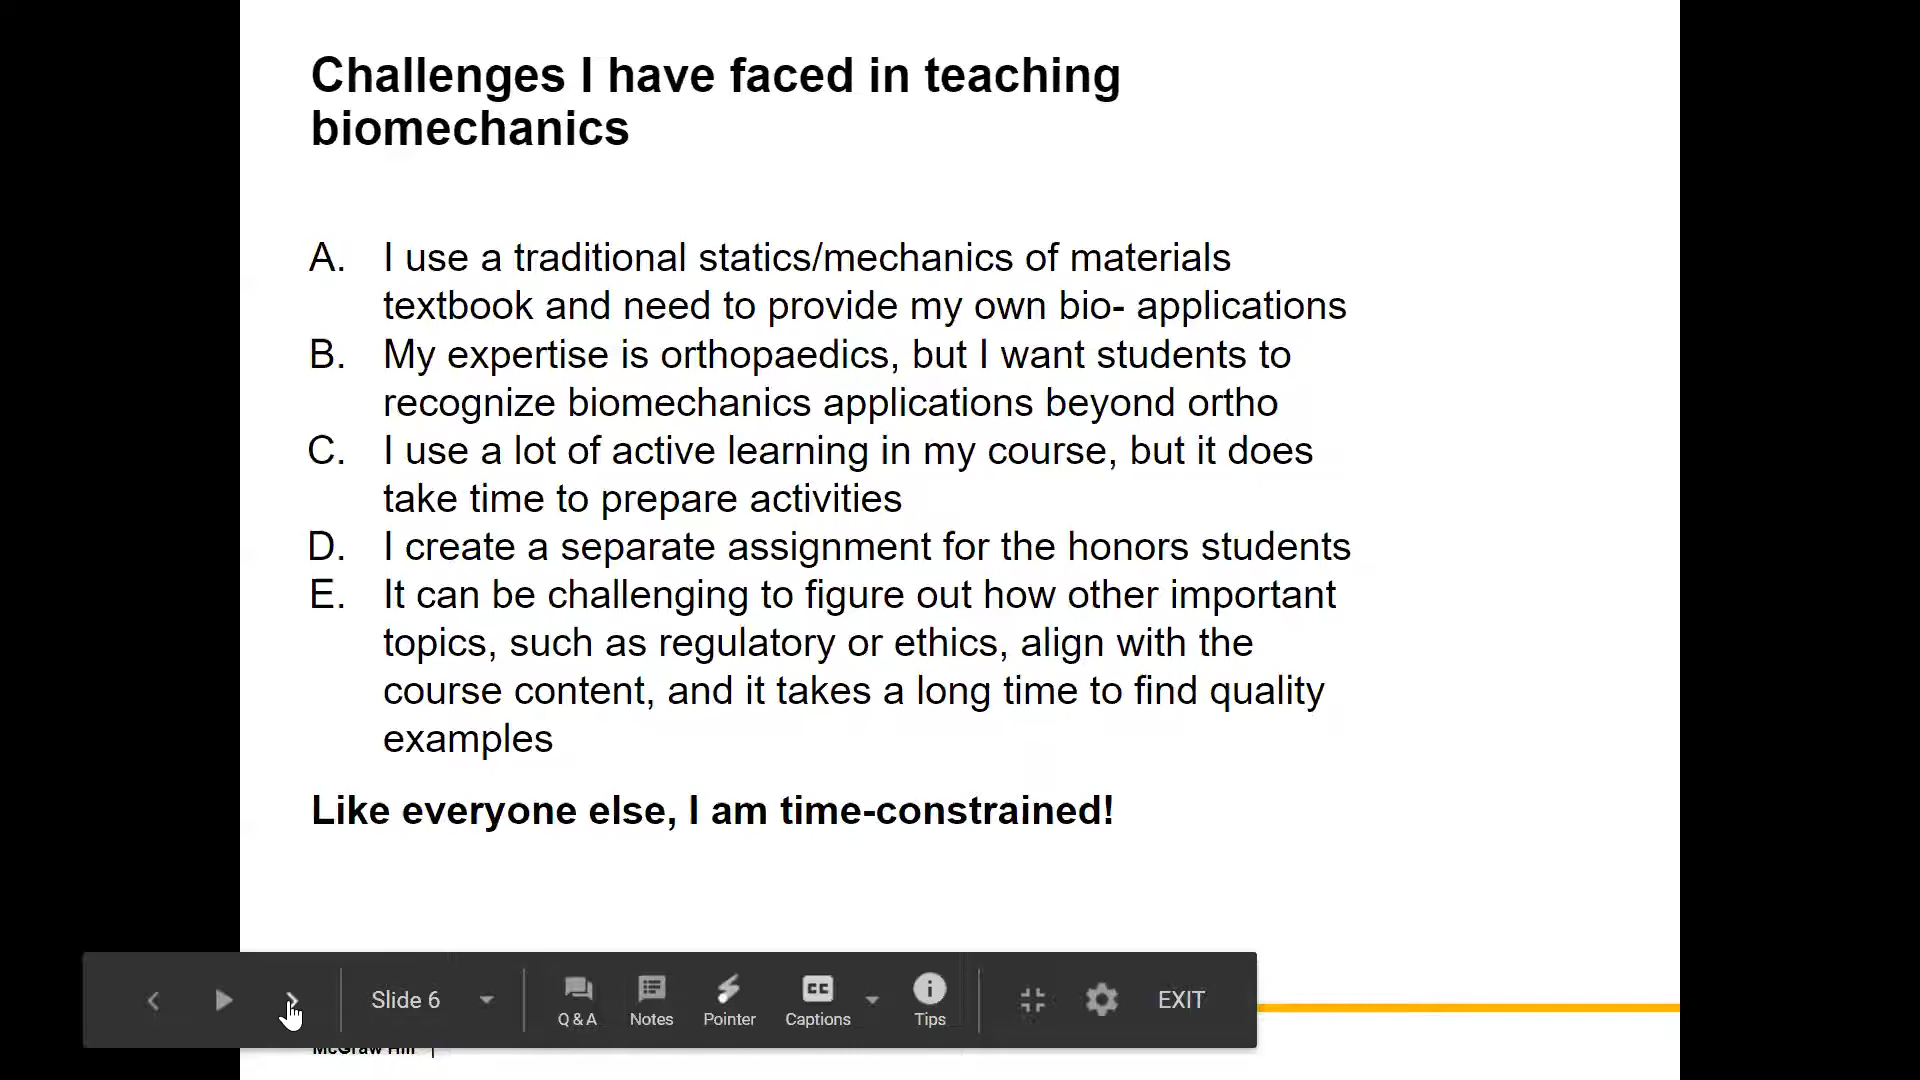 Challenges I have faced in teaching
biomechanics
A. I use a traditional statics/mechanics of materials
textbook and need to provide my own bio- applications
B. My expertise is orthopaedics, but I want students to
recognize biomechanics applications beyond ortho
C. I use a lot of active learning in my course, but it does
take time to prepare activities
D. I create a separate assignment for the honors students
E. It can be challenging to figure out how other important
topics, such as regulatory or ethics, align with the
course content, and it takes a long time to find quality
examples
Like everyone else, I am time-constrained!
Slide 6
Q & A Notes Pointer CC Captions Tips EXIT
McGraw Hill